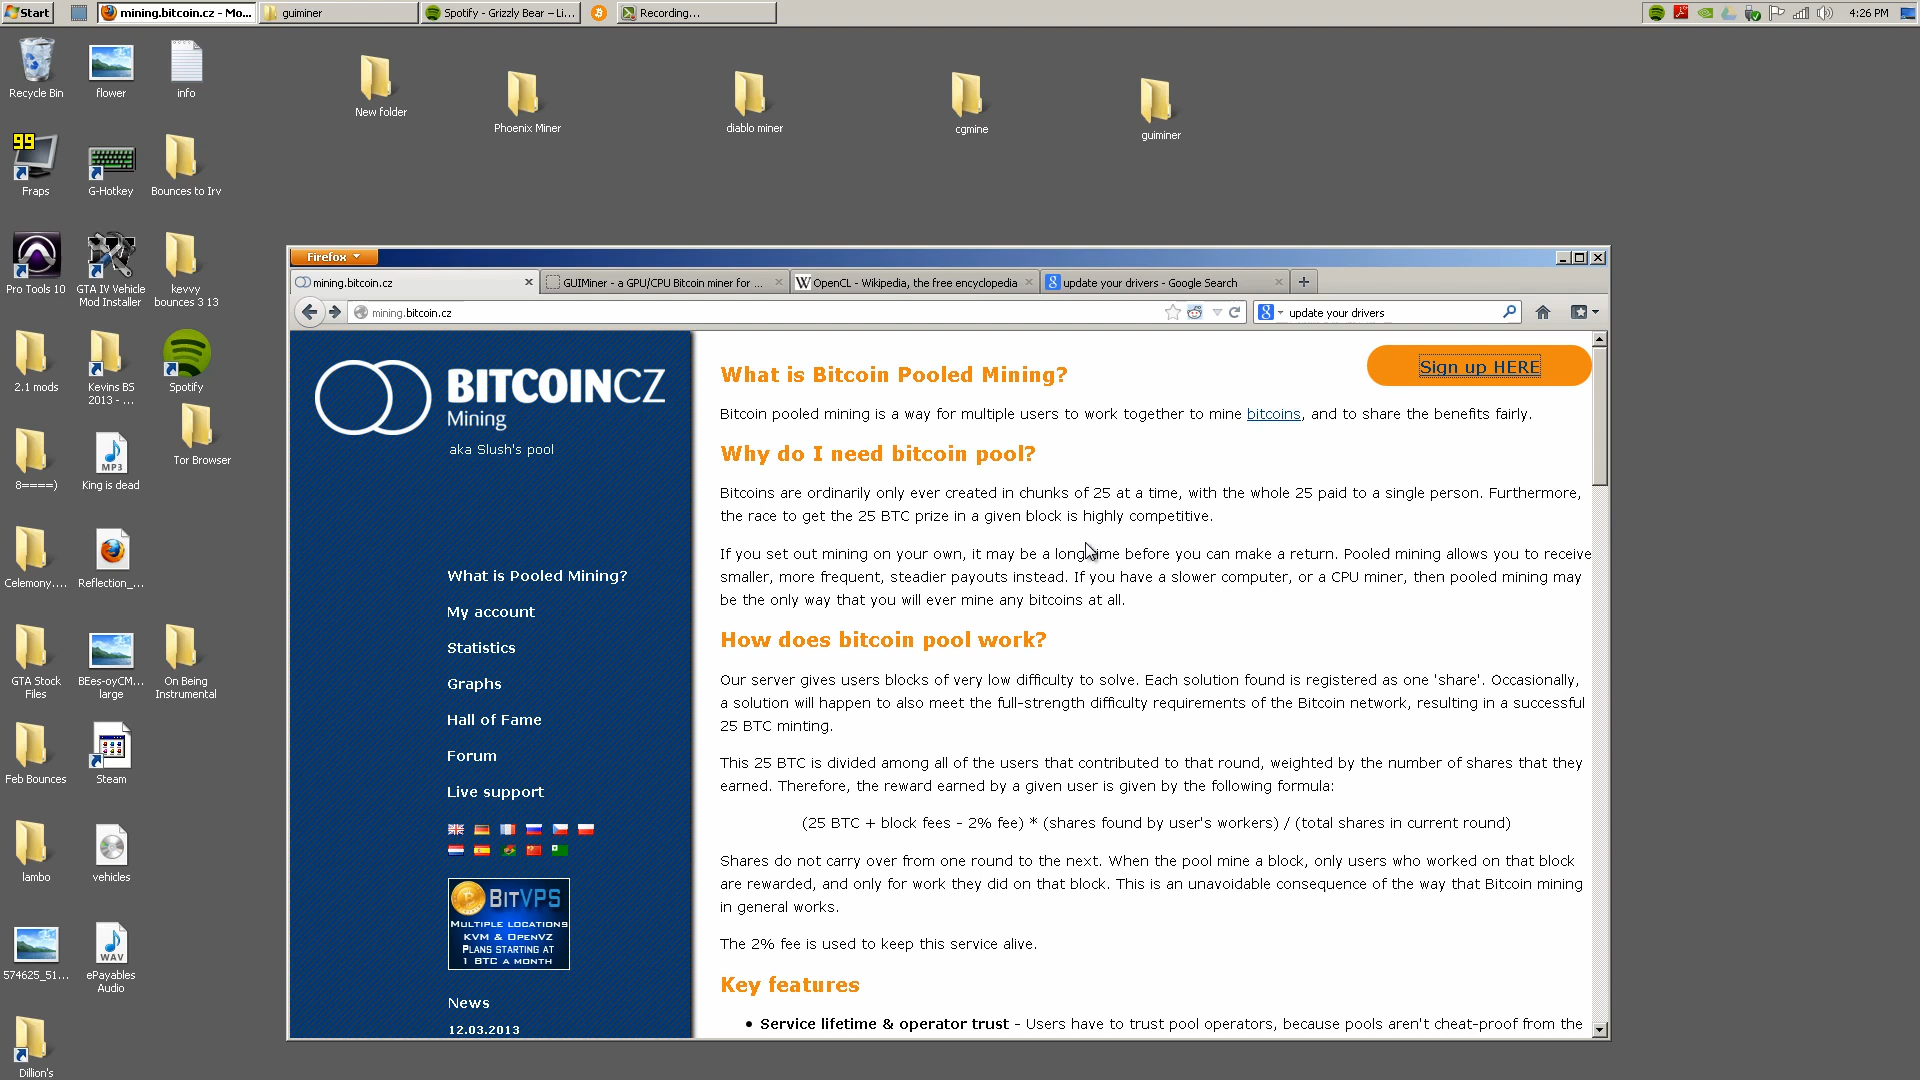 Start
mining.bitcoin.cz - Mo...
guiminer
Spotify - Grizzly Bear – Li...
Recording...
4:26 PM
Recycle Bin
flower
info
New folder
Phoenix Miner
diablo miner
cgmine
guiminer
99
Fraps
G-Hotkey
Bounces to Irv
Pro Tools 10
GTA IV Vehicle
Mod Installer
kevvy
bounces 3 13
2.1 mods
Kevins BS
2013 - ...
Spotify
8====)
MP3
King is dead
Tor Browser
Celemony....
Reflection_...
GTA Stock
Files
BEes-oyCM...
large
On Being
Instrumental
Feb Bounces
Steam
lambo
vehicles
574625_51...
WAV
ePayables
Audio
Dillion's
Firefox
mining.bitcoin.cz
GUIMiner - a GPU/CPU Bitcoin miner for ...
W OpenCL - Wikipedia, the free encyclopedia
8 update your drivers - Google Search
mining.bitcoin.cz
8 update your drivers
BITCOINCZ
Mining
aka Slush's pool
What is Pooled Mining?
My account
Statistics
Graphs
Hall of Fame
Forum
Live support
BitVPS
Multiple locations
KVM & OpenVZ
Plans starting at
1 BTC a month
News
12.03.2013
Sign up HERE
What is Bitcoin Pooled Mining?
Bitcoin pooled mining is a way for multiple users to work together to mine bitcoins, and to share the benefits fairly.
Why do I need bitcoin pool?
Bitcoins are ordinarily only ever created in chunks of 25 at a time, with the whole 25 paid to a single person. Furthermore,
the race to get the 25 BTC prize in a given block is highly competitive.
If you set out mining on your own, it may be a long time before you can make a return. Pooled mining allows you to receive
smaller, more frequent, steadier payouts instead. If you have a slower computer, or a CPU miner, then pooled mining may
be the only way that you will ever mine any bitcoins at all.
How does bitcoin pool work?
Our server gives users blocks of very low difficulty to solve. Each solution found is registered as one 'share'. Occasionally,
a solution will happen to also meet the full-strength difficulty requirements of the Bitcoin network, resulting in a successful
25 BTC minting.
This 25 BTC is divided among all of the users that contributed to that round, weighted by the number of shares that they
earned. Therefore, the reward earned by a given user is given by the following formula:
(25 BTC + block fees - 2% fee) * (shares found by user's workers) / (total shares in current round)
Shares do not carry over from one round to the next. When the pool mine a block, only users who worked on that block
are rewarded, and only for work they did on that block. This is an unavoidable consequence of the way that Bitcoin mining
in general works.
The 2% fee is used to keep this service alive.
Key features
• Service lifetime & operator trust - Users have to trust pool operators, because pools aren't cheat-proof from the